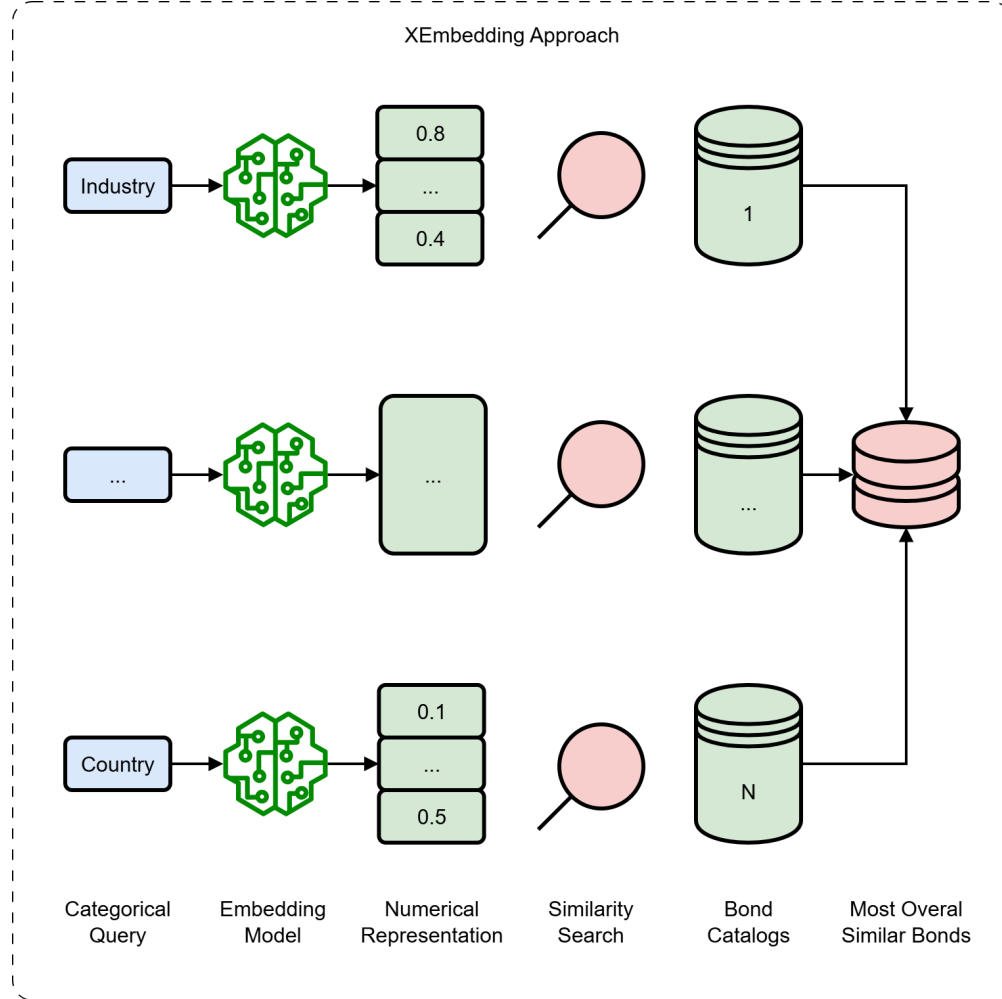 XEmbedding Approach
Industry
0.8
...
0.4
1
...
...
...
Country
0.1
...
0.5
N
Categorical
Query
Embedding
Model
Numerical
Representation
Similarity
Search
Bond
Catalogs
Most Overal
Similar Bonds